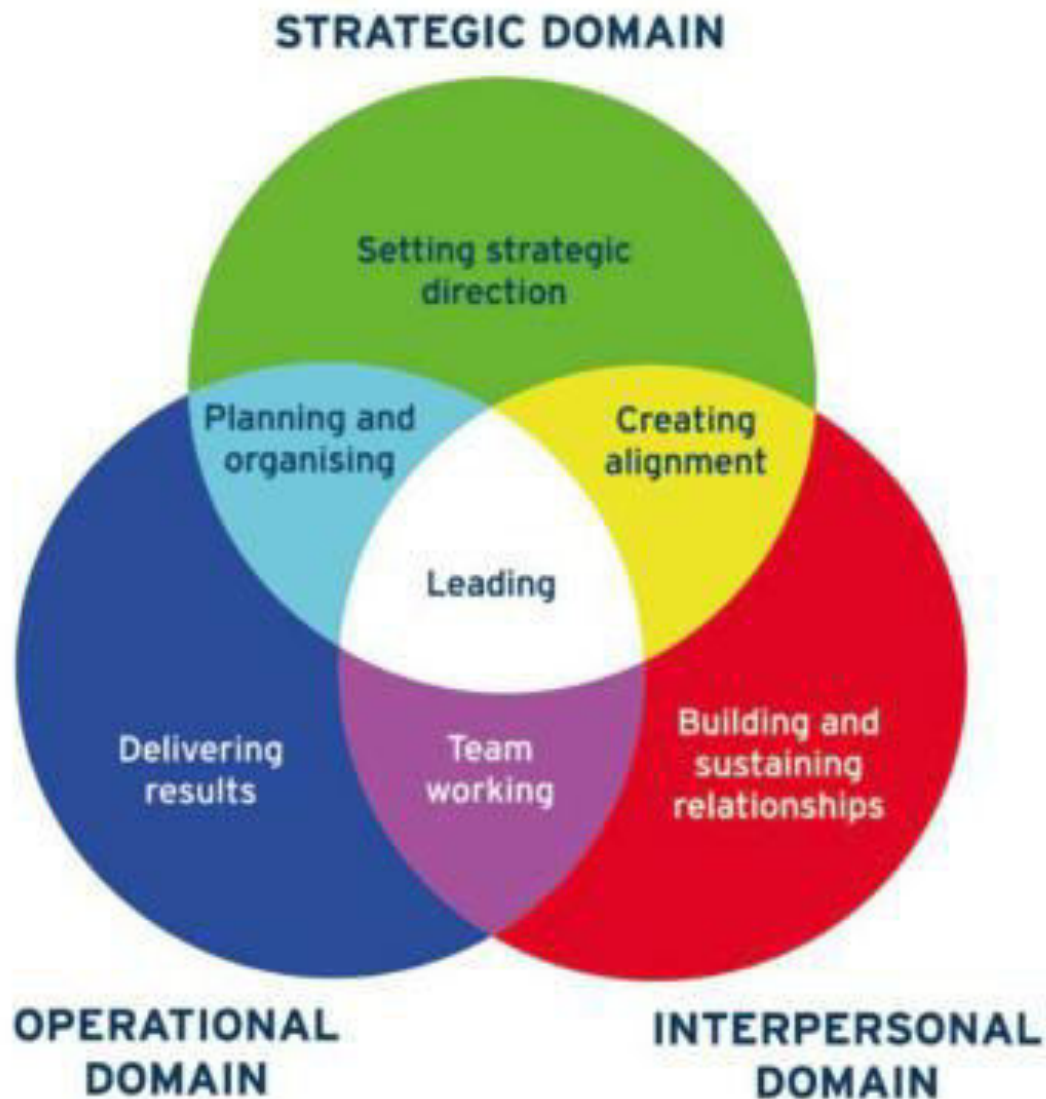 STRATEGIC DOMAIN
Setting strategic
direction
Planning and
organising
Creating
alignment
Leading
Delivering
results
Team
working
Building and
sustaining
relationships
OPERATIONAL
DOMAIN
INTERPERSONAL
DOMAIN